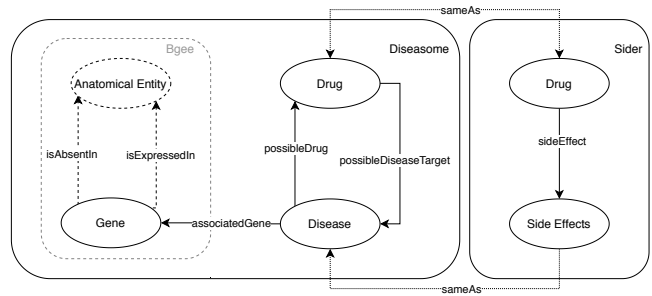 sameAs
Bgee
Diseasome
Sider
Anatomical Entity
Drug
Drug
sideEffect
possibleDrug
isAbsentIn
isExpressedIn
possibleDiseaseTarget
Gene
associatedGene
Disease
Side Effects
sameAs